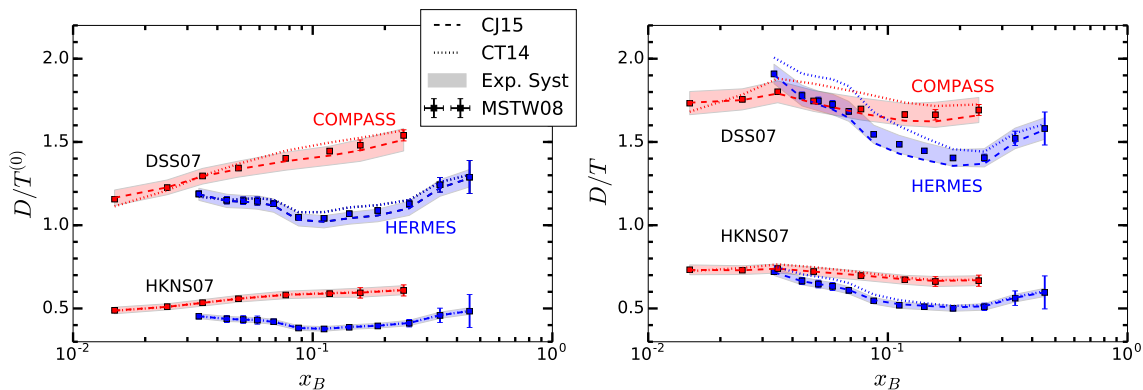 2.0
1.5
1.0
0.5
10^{-2}
10^{-1}
10^{0}
x_B
D/T^{(0)}
COMPASS
DSS07
HERMES
HKNS07
CJ15
CT14
Exp. Syst
MSTW08
2.0
1.5
1.0
0.5
10^{-2}
10^{-1}
10^{0}
x_B
D/T
COMPASS
DSS07
HERMES
HKNS07